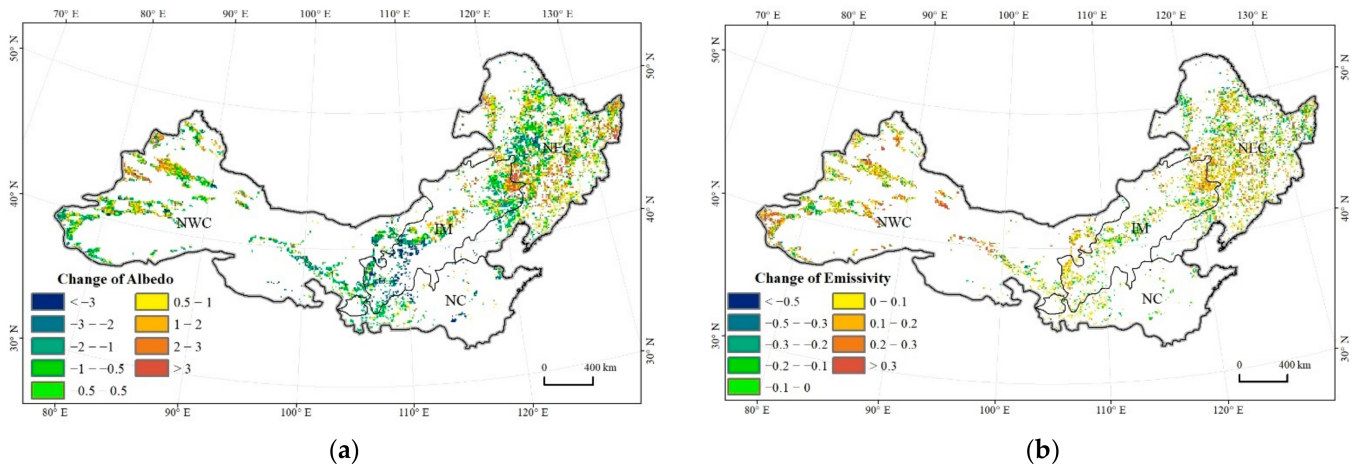 70° E 80° E 90° E 100° E 110° E 120° E 130° E
50° N
50° N
40° N
40° N
30° N
30° N
NEC
IM
NWC
NC
Change of Albedo
< −3
−3 – −2
−2 – −1
−1 – −0.5
0.5 – 0.5
0.5 – 1
1 – 2
2 – 3
> 3
0 400 km
80° E 90° E 100° E 110° E 120° E
(a)
70° E 80° E 90° E 100° E 110° E 120° E 130° E
50° N
50° N
40° N
40° N
30° N
30° N
NEC
IM
NWC
NC
Change of Emissivity
< −0.5
−0.5 – −0.3
−0.3 – −0.2
−0.2 – −0.1
−0.1 – 0
0 – 0.1
0.1 – 0.2
0.2 – 0.3
> 0.3
0 400 km
80° E 90° E 100° E 110° E 120° E
(b)